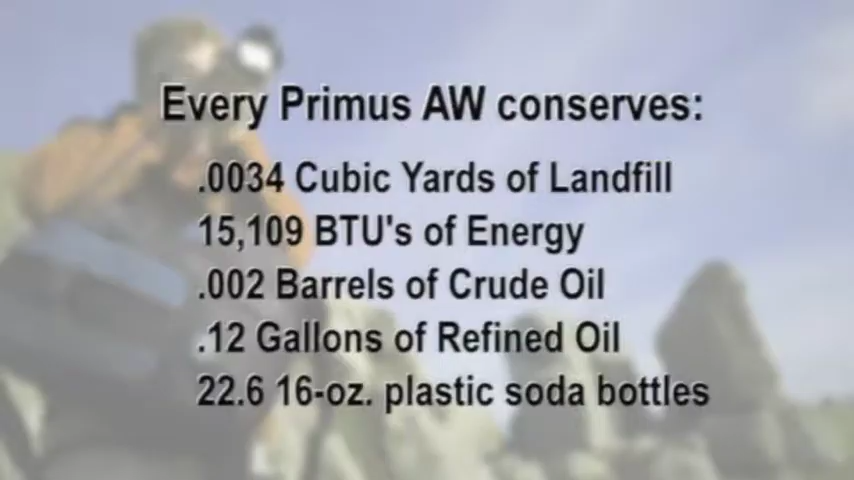 Every Primus AW conserves:
.0034 Cubic Yards of Landfill
15,109 BTU's of Energy
.002 Barrels of Crude Oil
.12 Gallons of Refined Oil
22.6 16-oz. plastic soda bottles